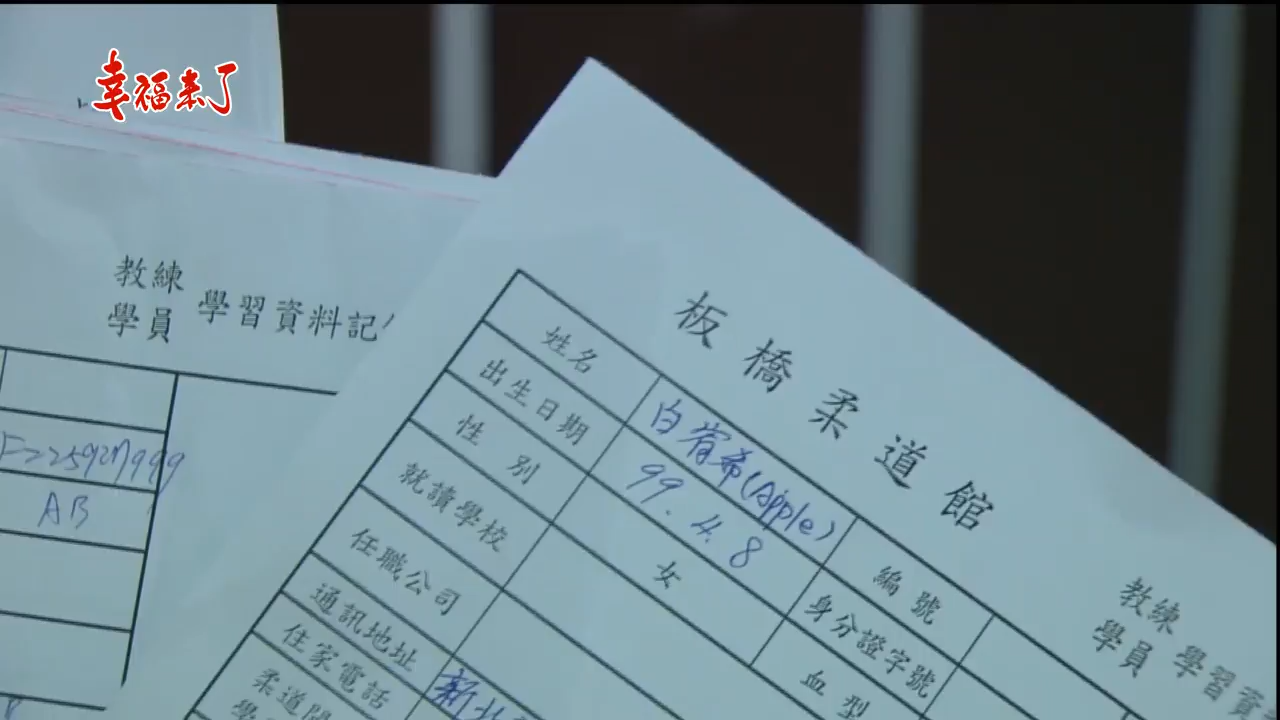 幸福來了
教練
學員
學習資料記
F225927999
AB
板橋柔道館
教練
學員
學習資
姓名
白宥希(Apple)
編號
出生日期
99.4.8
身分證字號
性別
女
血型
就讀學校
任職公司
通訊地址
新北
住家電話
柔道